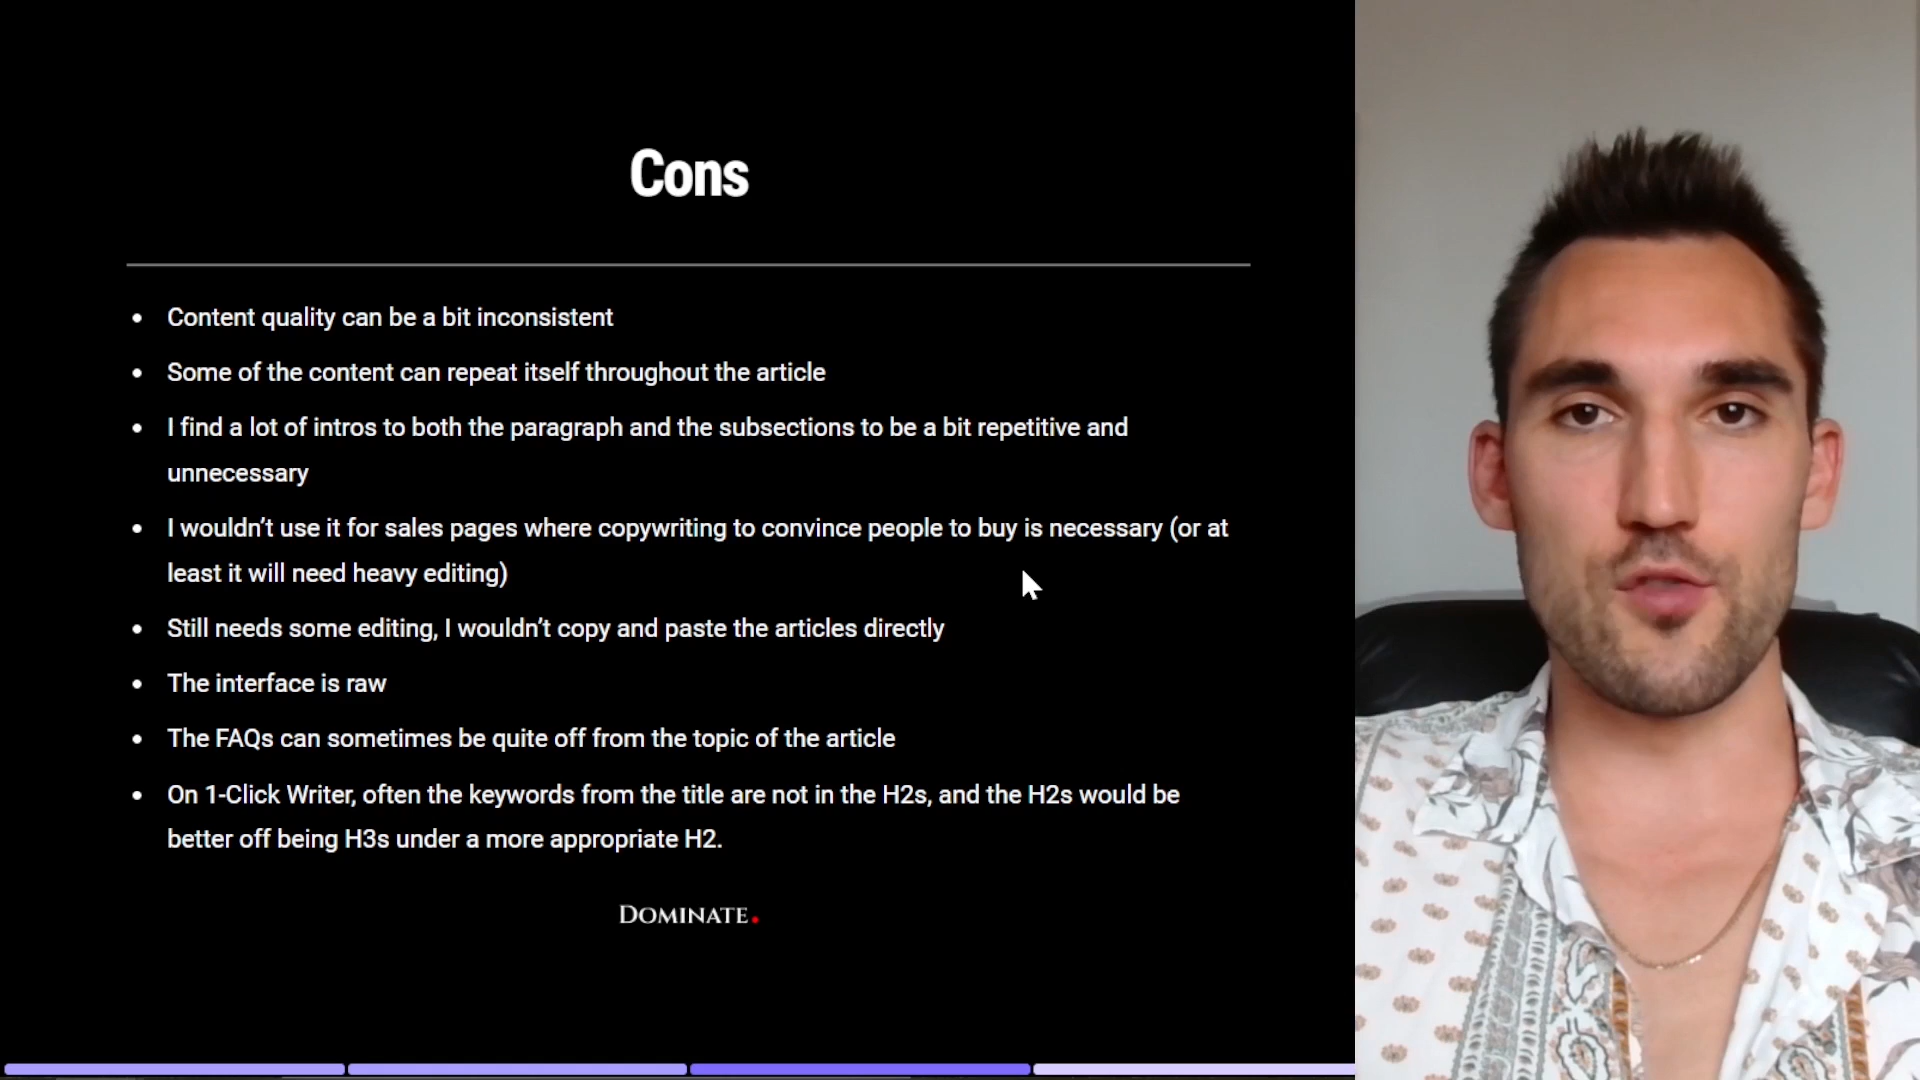 Cons
• Content quality can be a bit inconsistent
• Some of the content can repeat itself throughout the article
• I find a lot of intros to both the paragraph and the subsections to be a bit repetitive and
unnecessary
• I wouldn’t use it for sales pages where copywriting to convince people to buy is necessary (or at
least it will need heavy editing)
• Still needs some editing, I wouldn’t copy and paste the articles directly
• The interface is raw
• The FAQs can sometimes be quite off from the topic of the article
• On 1-Click Writer, often the keywords from the title are not in the H2s, and the H2s would be
better off being H3s under a more appropriate H2.
DOMINATE.